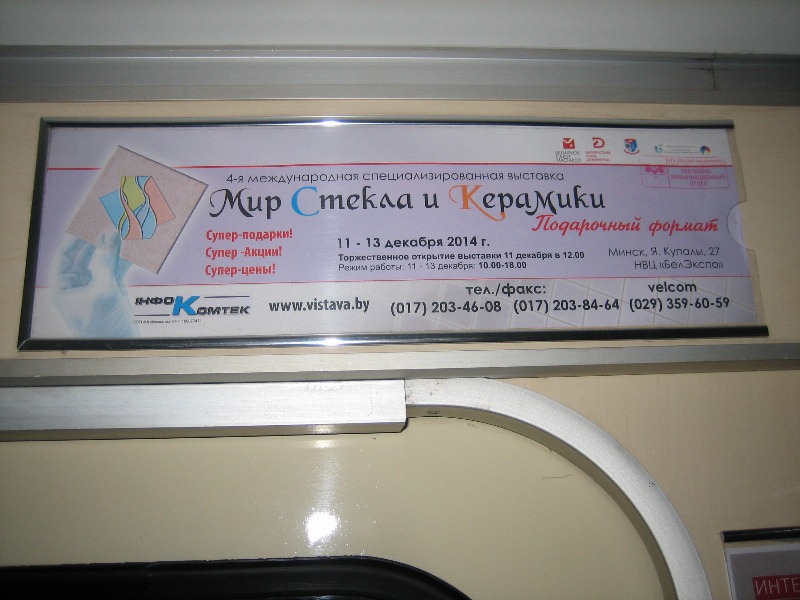 4-я международная специализированная выставка
Мир Стекла и Керамики
Подарочный формат
Супер-подарки!
Супер -Акции!
Супер-цены!
11 - 13 декабря 2014 г.
Торжественное открытие выставки 11 декабря в 12.00
Режим работы: 11 - 13 декабря: 10.00-18.00
Минск, Я. Купалы, 27
НВЦ «БелЭкспо»
ИНФОКОМТЕК
www.vistava.by
тел./факс:
(017) 203-46-08 (017) 203-84-64
velcom
(029) 359-60-59
ИНТЕ